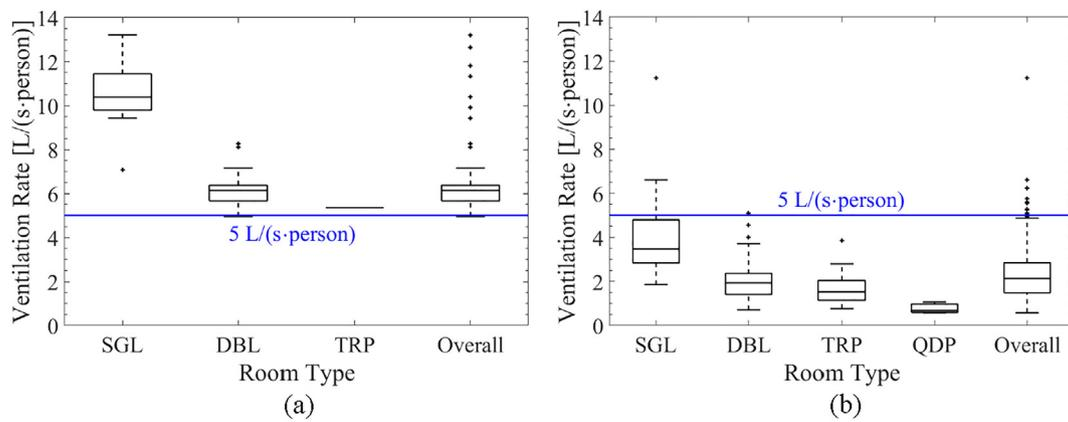 Ventilation Rate [L/(s·person)]
14
12
10
8
6
4
2
0
5 L/(s·person)
SGL DBL TRP Overall
Room Type
(a)
Ventilation Rate [L/(s·person)]
14
12
10
8
6
4
2
0
5 L/(s·person)
SGL DBL TRP QDP Overall
Room Type
(b)